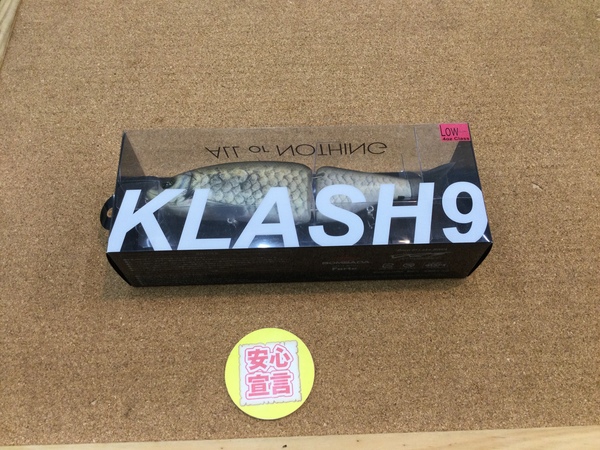 ALL or NOTHING
LOW
KLASH9
安心
宣言